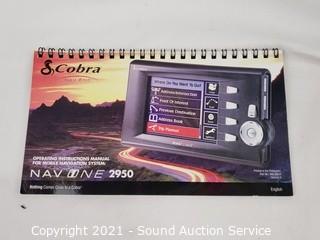 Cobra
Where Do You Want To Go?
Address/Intersection
Point Of Interest
Previous Destination
Address Book
Trip Planner
OPERATING INSTRUCTIONS MANUAL
FOR MOBILE NAVIGATION SYSTEM:
NAV ONE 2950
Nothing Comes Close to a Cobra®
English
Copyright 2021 - Sound Auction Service